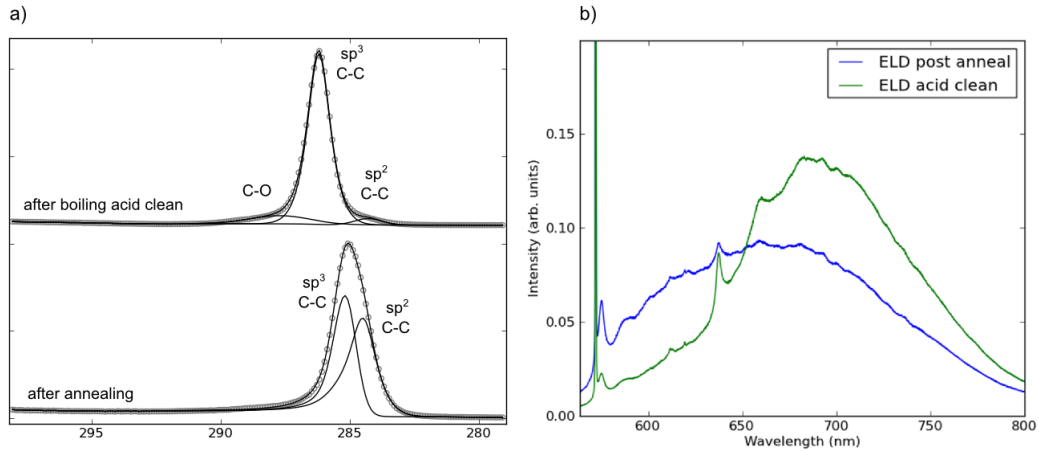 a)
sp³
C-C
C-O
sp²
C-C
after boiling acid clean
sp³
C-C
sp²
C-C
after annealing
295 290 285 280
b)
ELD post anneal
ELD acid clean
Intensity (arb. units)
0.15
0.10
0.05
0.00
600 650 700 750 800
Wavelength (nm)